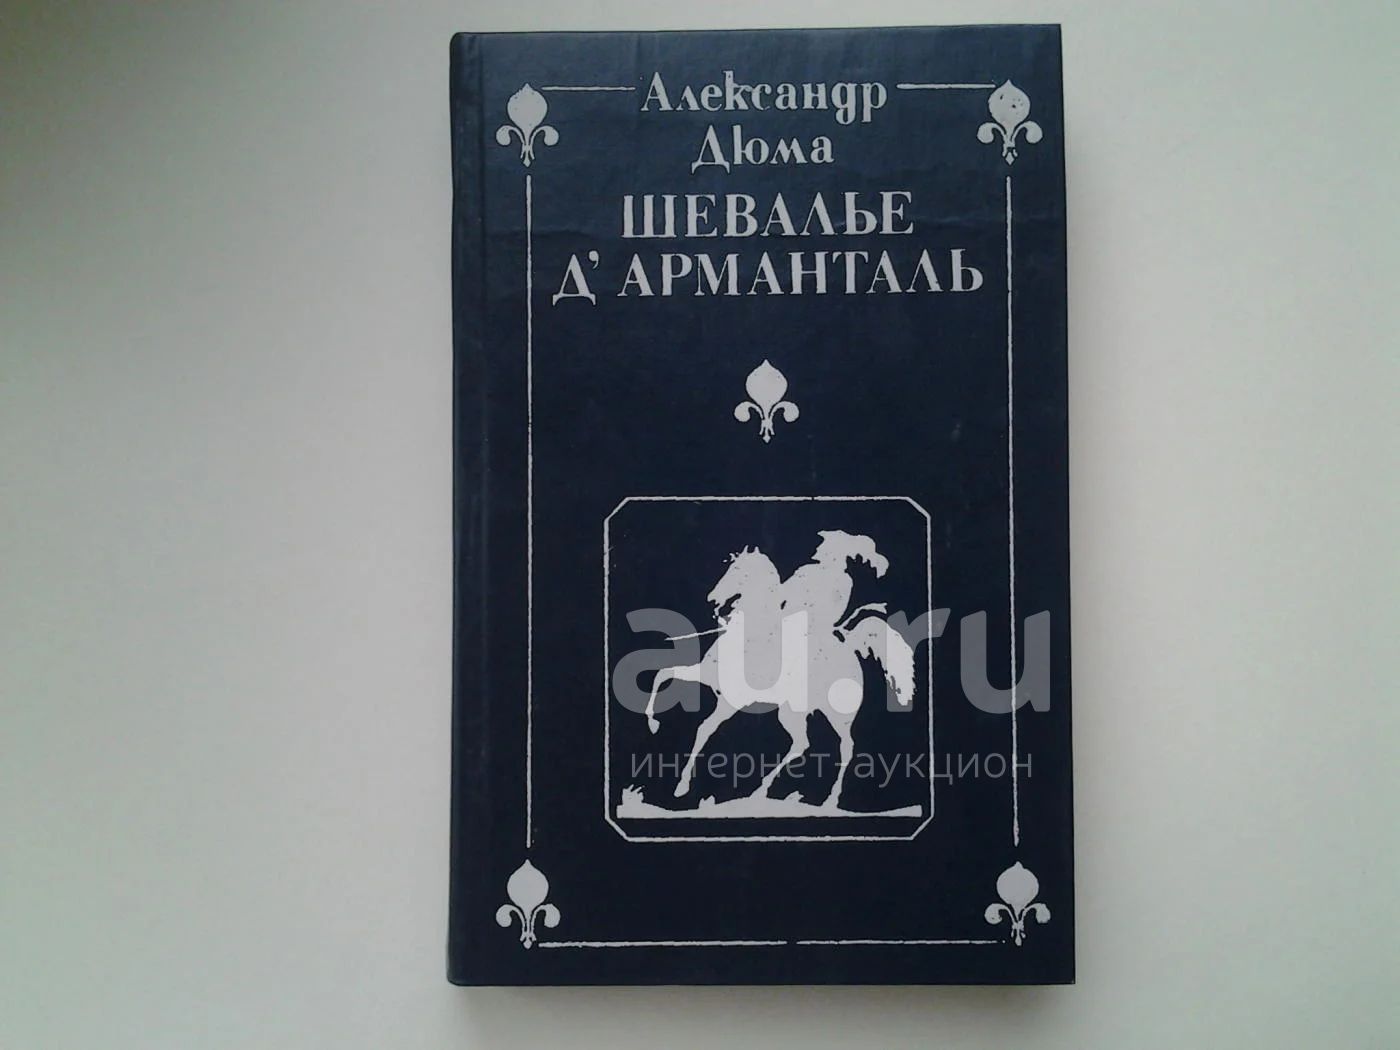 Александр
Дюма
ШЕВАЛЬЕ
Д'АРМАНТАЛЬ
au.ru
интернет-аукцион